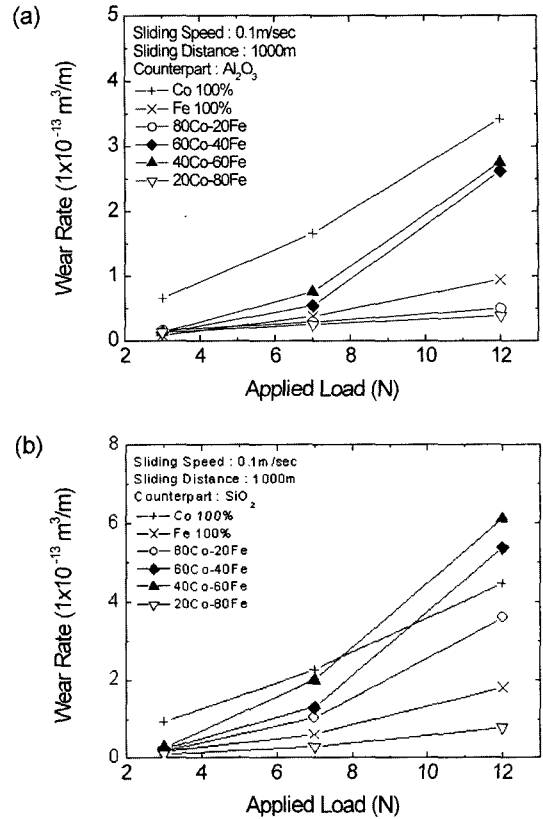 (a)
Sliding Speed : 0.1m/sec
Sliding Distance : 1000m
Counterpart : Al₂O₃
Co 100%
Fe 100%
80Co-20Fe
60Co-40Fe
40Co-60Fe
20Co-80Fe
5
4
3
2
1
0
Wear Rate (1x10⁻¹³ m³/m)
2 4 6 8 10 12
Applied Load (N)
(b)
Sliding Speed : 0.1m/sec
Sliding Distance : 1000m
Counterpart : SiO₂
Co 100%
Fe 100%
80Co-20Fe
60Co-40Fe
40Co-60Fe
20Co-80Fe
8
6
4
2
0
Wear Rate (1x10⁻¹³ m³/m)
2 4 6 8 10 12
Applied Load (N)